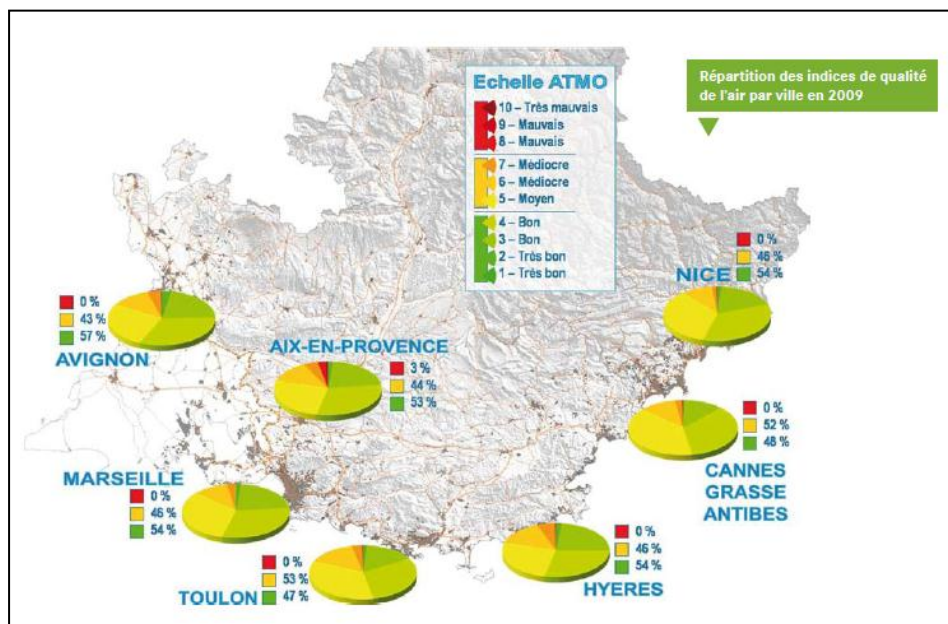 Echelle ATMO
10 – Très mauvais
9 – Mauvais
8 – Mauvais
7 – Médiocre
6 – Médiocre
5 – Moyen
4 – Bon
3 – Bon
2 – Très bon
1 – Très bon
Répartition des indices de qualité
de l'air par ville en 2009
0 %
46 %
54 %
NICE
0 %
43 %
57 %
AVIGNON
AIX-EN-PROVENCE
3 %
44 %
53 %
0 %
52 %
48 %
CANNES
GRASSE
ANTIBES
MARSEILLE
0 %
46 %
54 %
0 %
53 %
47 %
TOULON
0 %
46 %
54 %
HYERES